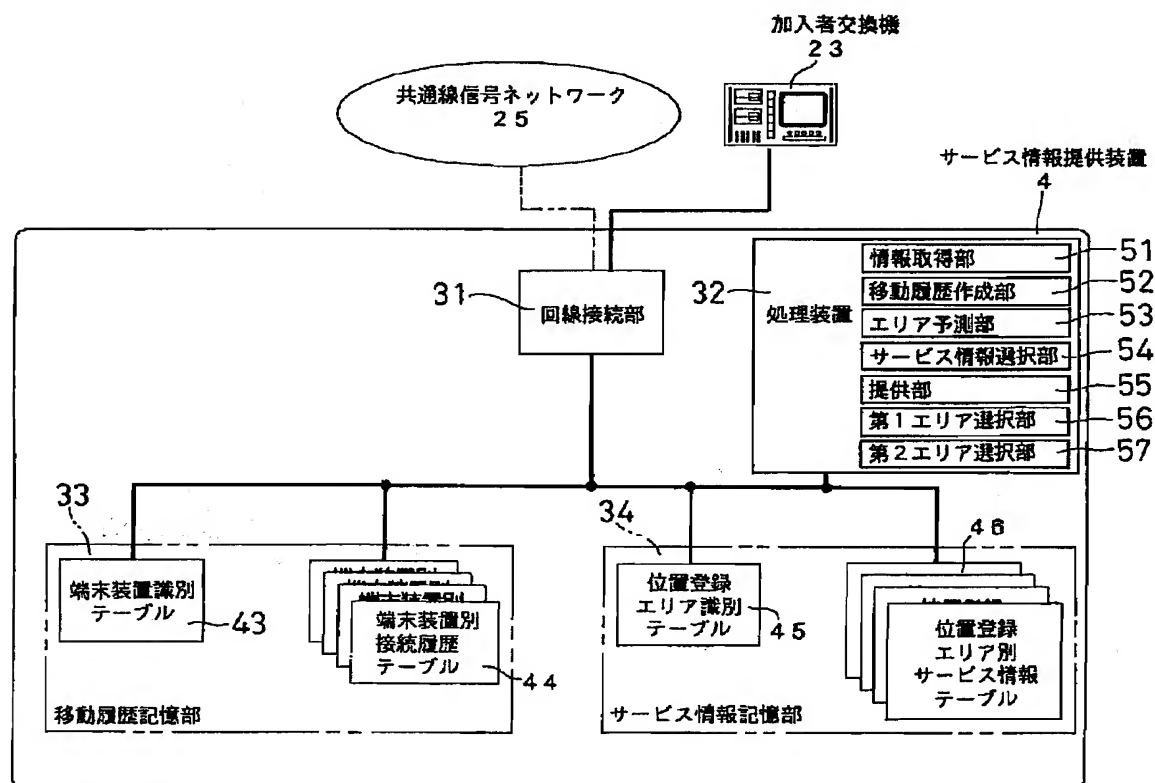 加入者交換機
23
共通線信号ネットワーク
25
サービス情報提供装置
4
31
回線接続部
32
処理装置
情報取得部
51
移動履歴作成部
52
エリア予測部
53
サービス情報選択部
54
提供部
55
第1エリア選択部
56
第2エリア選択部
57
33
端末装置識別
テーブル
43
端末装置別
端末装置別
接続履歴
テーブル
44
移動履歴記憶部
34
位置登録
エリア識別
テーブル
45
46
位置登録
エリア別
サービス情報
テーブル
サービス情報記憶部